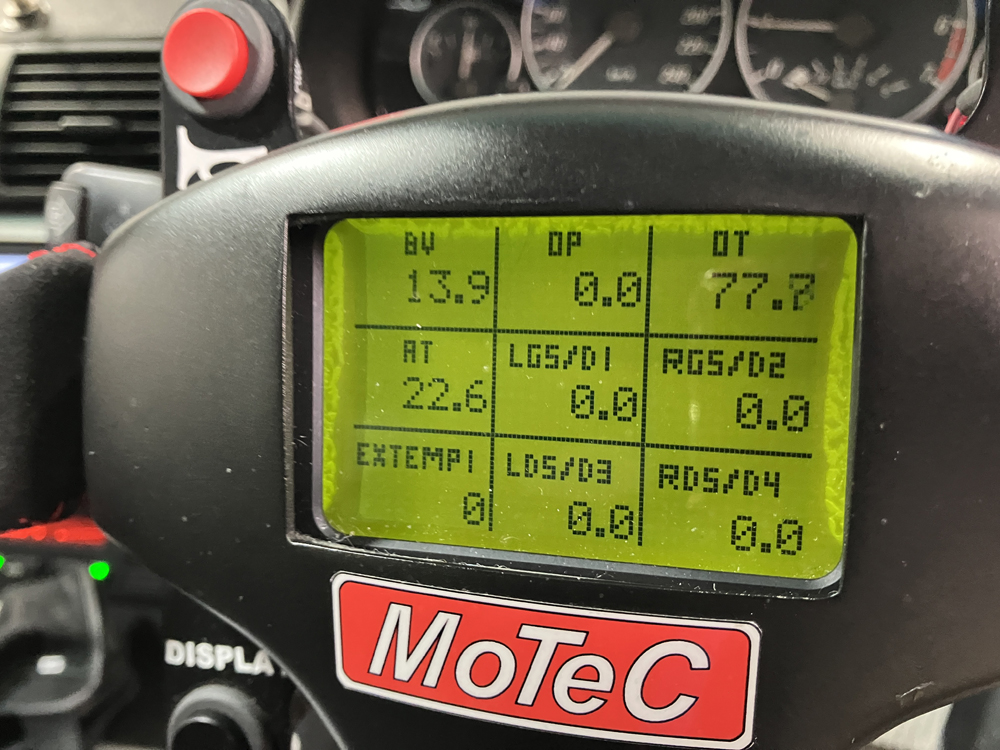 BV OP OT
13.9 0.0 77.?
AT LGS/D1 RGS/D2
22.6 0.0 0.0
EXTEMP1 LDS/D3 RDS/D4
0 0.0 0.0
MoTeC
DISPLA